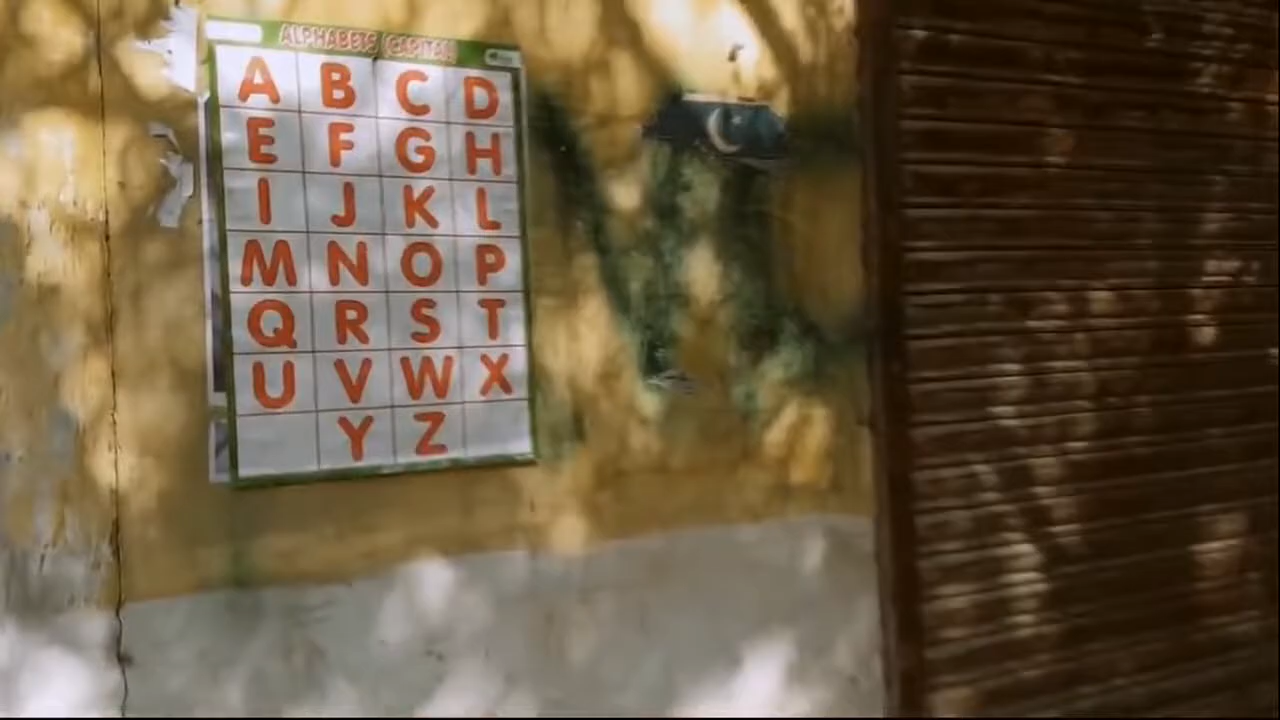 ALPHABETS (CAPITAL)
A B C D
E F G H
I J K L
M N O P
Q R S T
U V W X
Y Z